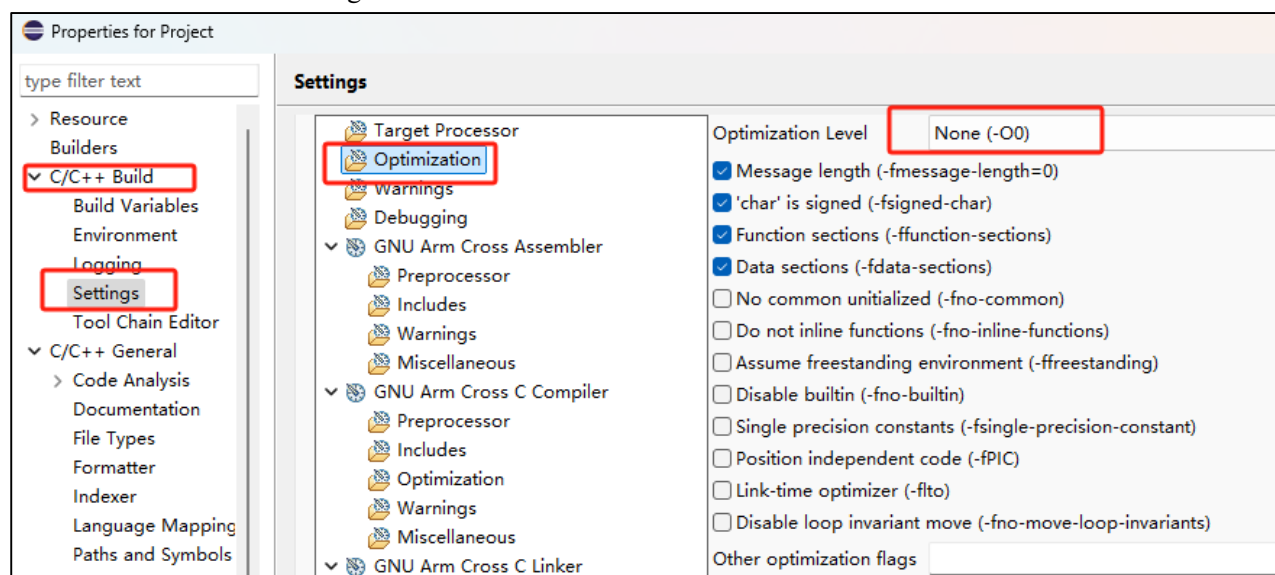 Properties for Project
type filter text
Settings
Resource
Builders
C/C++ Build
Build Variables
Environment
Logging
Settings
Tool Chain Editor
C/C++ General
Code Analysis
Documentation
File Types
Formatter
Indexer
Language Mapping
Paths and Symbols
Target Processor
Optimization
Warnings
Debugging
GNU Arm Cross Assembler
Preprocessor
Includes
Warnings
Miscellaneous
GNU Arm Cross C Compiler
Preprocessor
Includes
Optimization
Warnings
Miscellaneous
GNU Arm Cross C Linker
Optimization Level None (-O0)
Message length (-fmessage-length=0)
'char' is signed (-fsigned-char)
Function sections (-ffunction-sections)
Data sections (-fdata-sections)
No common unitialized (-fno-common)
Do not inline functions (-fno-inline-functions)
Assume freestanding environment (-ffreestanding)
Disable builtin (-fno-builtin)
Single precision constants (-fsingle-precision-constant)
Position independent code (-fPIC)
Link-time optimizer (-flto)
Disable loop invariant move (-fno-move-loop-invariants)
Other optimization flags